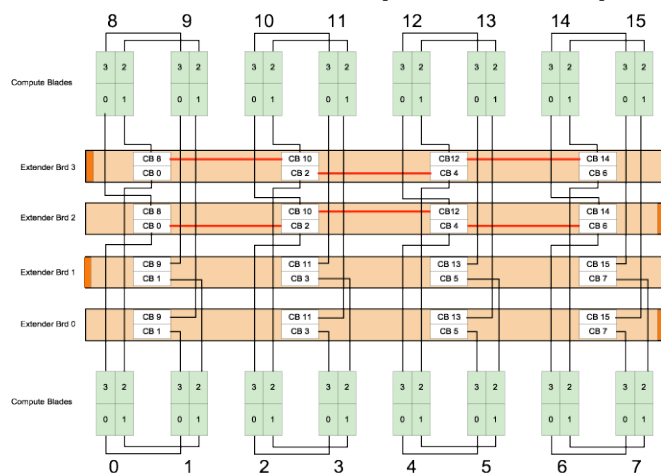 8 9 10 11 12 13 14 15
3 2 3 2 3 2 3 2 3 2 3 2 3 2 3 2
Compute Blades
0 1 0 1 0 1 0 1 0 1 0 1 0 1 0 1
CB 8 CB 10 CB12 CB 14
Extender Brd 3
CB 0 CB 2 CB 4 CB 6
CB 8 CB 10 CB12 CB 14
Extender Brd 2
CB 0 CB 2 CB 4 CB 6
CB 9 CB 11 CB 13 CB 15
Extender Brd 1
CB 1 CB 3 CB 5 CB 7
CB 9 CB 11 CB 13 CB 15
Extender Brd 0
CB 1 CB 3 CB 5 CB 7
3 2 3 2 3 2 3 2 3 2 3 2 3 2 3 2
Compute Blades
0 1 0 1 0 1 0 1 0 1 0 1 0 1 0 1
0 1 2 3 4 5 6 7